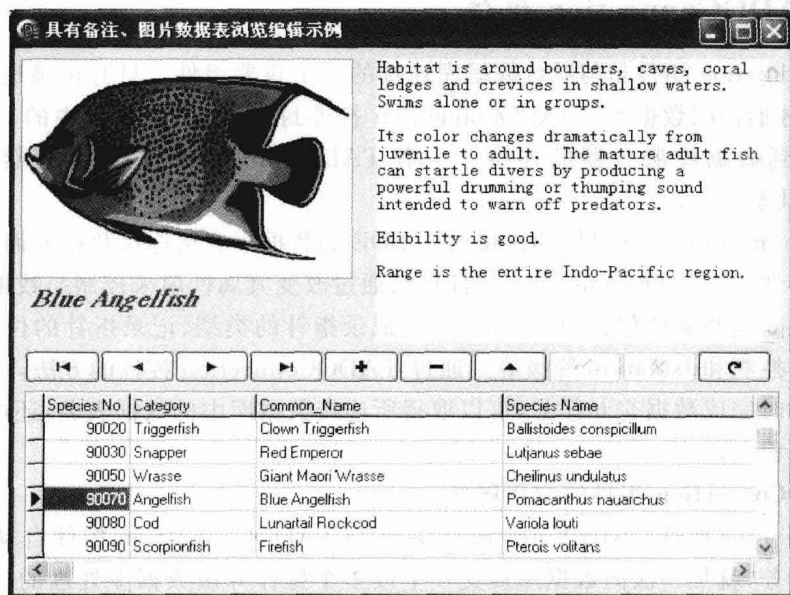 具有备注、图片数据表浏览编辑示例
Habitat is around boulders, caves, coral
ledges and crevices in shallow waters.
Swims alone or in groups.
Its color changes dramatically from
juvenile to adult. The mature adult fish
can startle divers by producing a
powerful drumming or thumping sound
intended to warn off predators.
Edibility is good.
Range is the entire Indo-Pacific region.
Blue Angelfish
Species No Category Common_Name Species Name
90020 Triggerfish Clown Triggerfish Ballistoides conspicillum
90030 Snapper Red Emperor Lutjanus sebae
90050 Wrasse Giant Maori Wrasse Cheilinus undulatus
90070 Angelfish Blue Angelfish Pomacanthus nauarchus
90080 Cod Lunartail Rockcod Variola louti
90090 Scorpionfish Firefish Pterois volitans